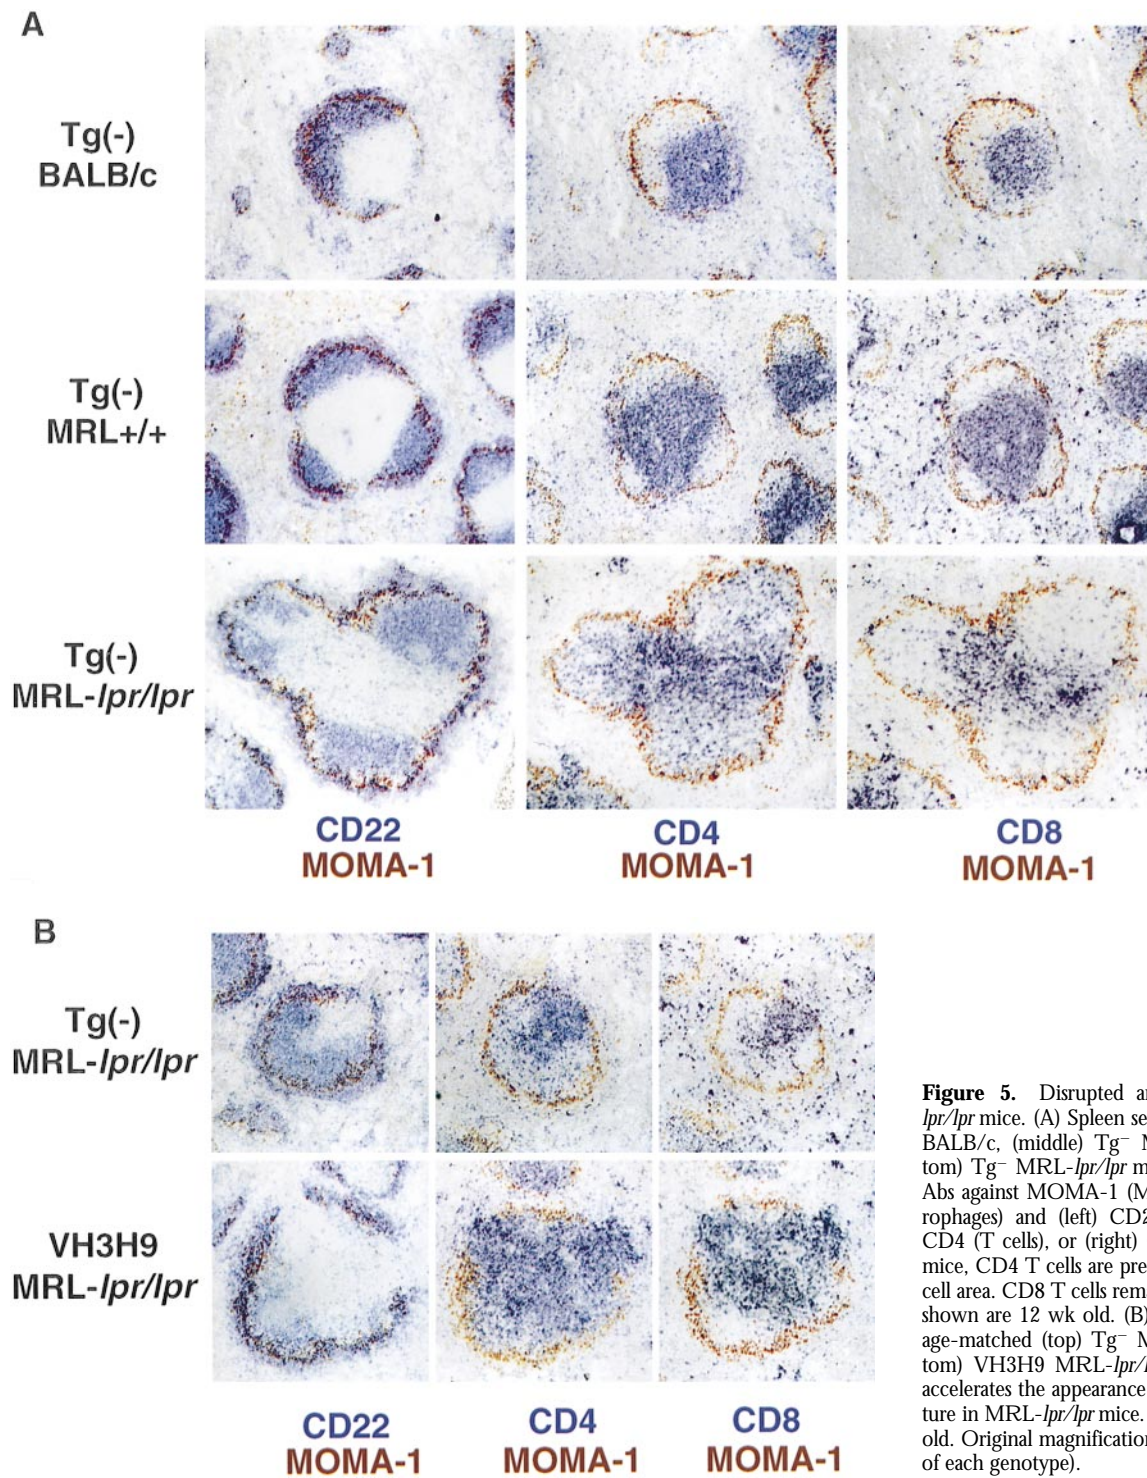 A
Tg(-)
BALB/c
Tg(-)
MRL+/+
Tg(-)
MRL-lpr/lpr
CD22
MOMA-1
CD4
MOMA-1
CD8
MOMA-1
B
Tg(-)
MRL-lpr/lpr
VH3H9
MRL-lpr/lpr
CD22
MOMA-1
CD4
MOMA-1
CD8
MOMA-1
Figure 5. Disrupted
lpr/lpr mice. (A) Spleen
BALB/c, (middle) Tg⁻
tom) Tg⁻ MRL-lpr/lpr
Abs against MOMA-1
rophages) and (left)
CD4 (T cells), or (right)
mice, CD4 T cells are
cell area. CD8 T cells
shown are 12 wk old. (B)
age-matched (top) Tg⁻
tom) VH3H9
accelerates the appearance
ture in MRL-lpr/lpr mice.
old. Original magnification
of each genotype).